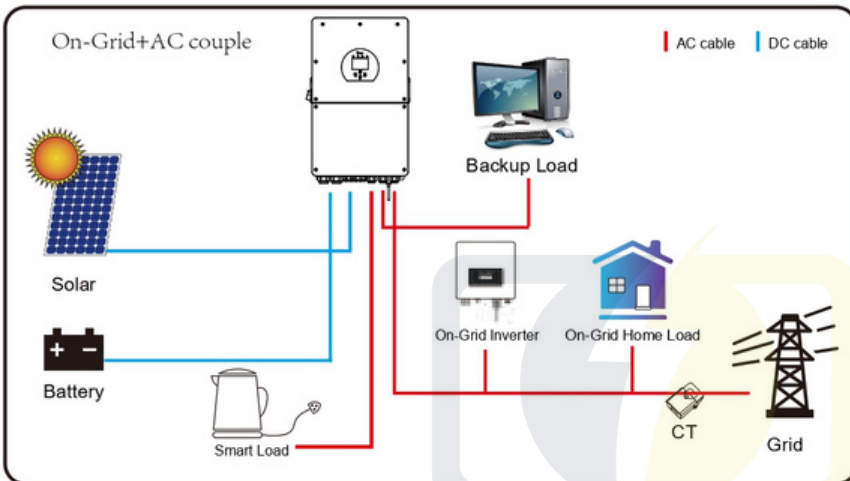 On-Grid+AC couple
AC cable
DC cable
Backup Load
Solar
On-Grid Inverter
On-Grid Home Load
Battery
Smart Load
CT
Grid